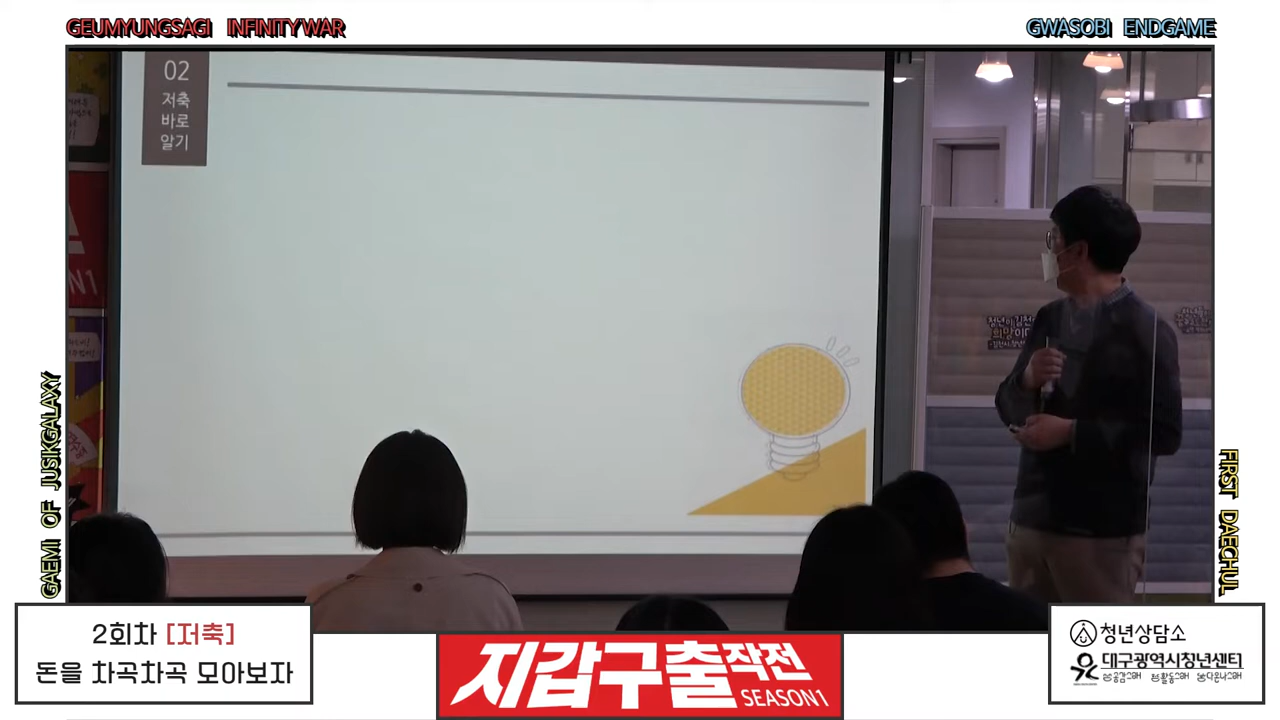 GEUMYUNGSAGI INFINITY WAR
GWASOBI ENDGAME
02
저축
바로
알기
GAEMI OF JUSIKGALAXY
FIRST DAECHUL
2회차 [저축]
돈을 차곡차곡 모아보자
지갑구출작전
SEASON1
청년상담소
대구광역시청년센터